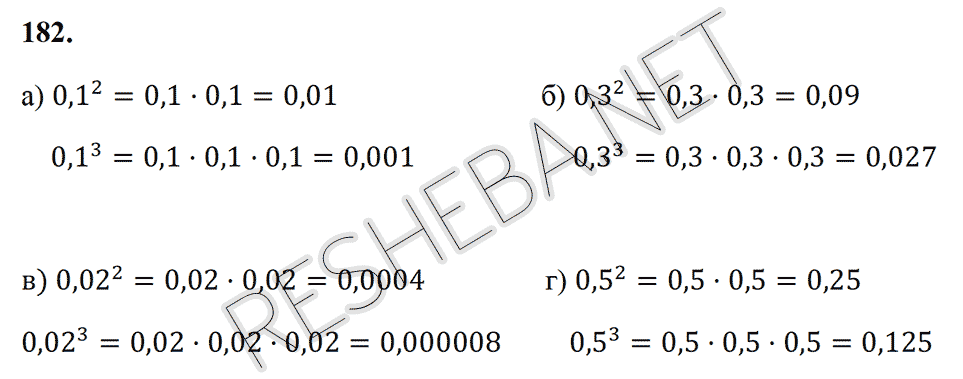 182.
а) 0,1² = 0,1 · 0,1 = 0,01
0,1³ = 0,1 · 0,1 · 0,1 = 0,001
б) 0,3² = 0,3 · 0,3 = 0,09
0,3³ = 0,3 · 0,3 · 0,3 = 0,027
в) 0,02² = 0,02 · 0,02 = 0,0004
0,02³ = 0,02 · 0,02 · 0,02 = 0,000008
г) 0,5² = 0,5 · 0,5 = 0,25
0,5³ = 0,5 · 0,5 · 0,5 = 0,125
RESHEBA.NET